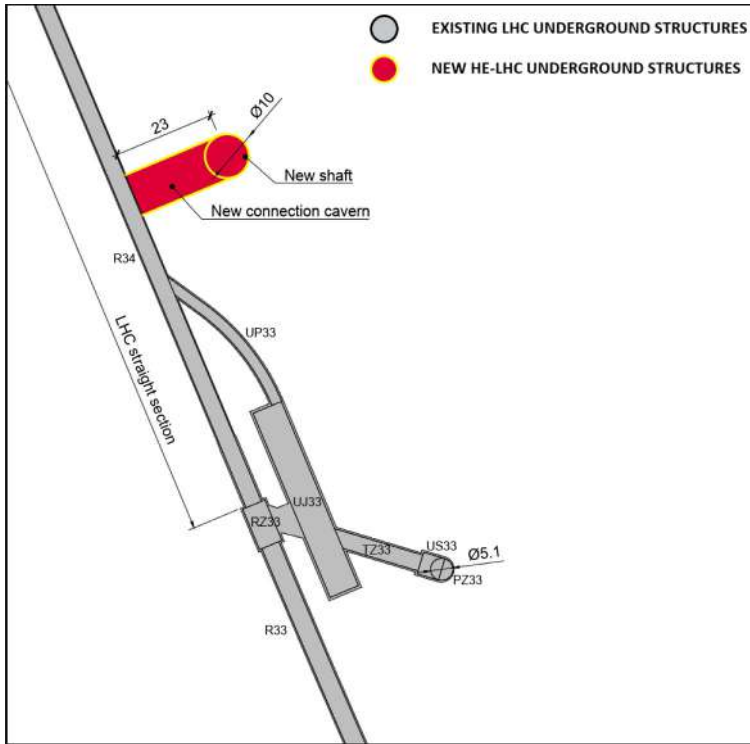 EXISTING LHC UNDERGROUND STRUCTURES
NEW HE-LHC UNDERGROUND STRUCTURES
23
Ø10
New shaft
New connection cavern
R34
UP33
LHC straight section
UJ33
RZ33
TZ33
US33
Ø5.1
PZ33
R33